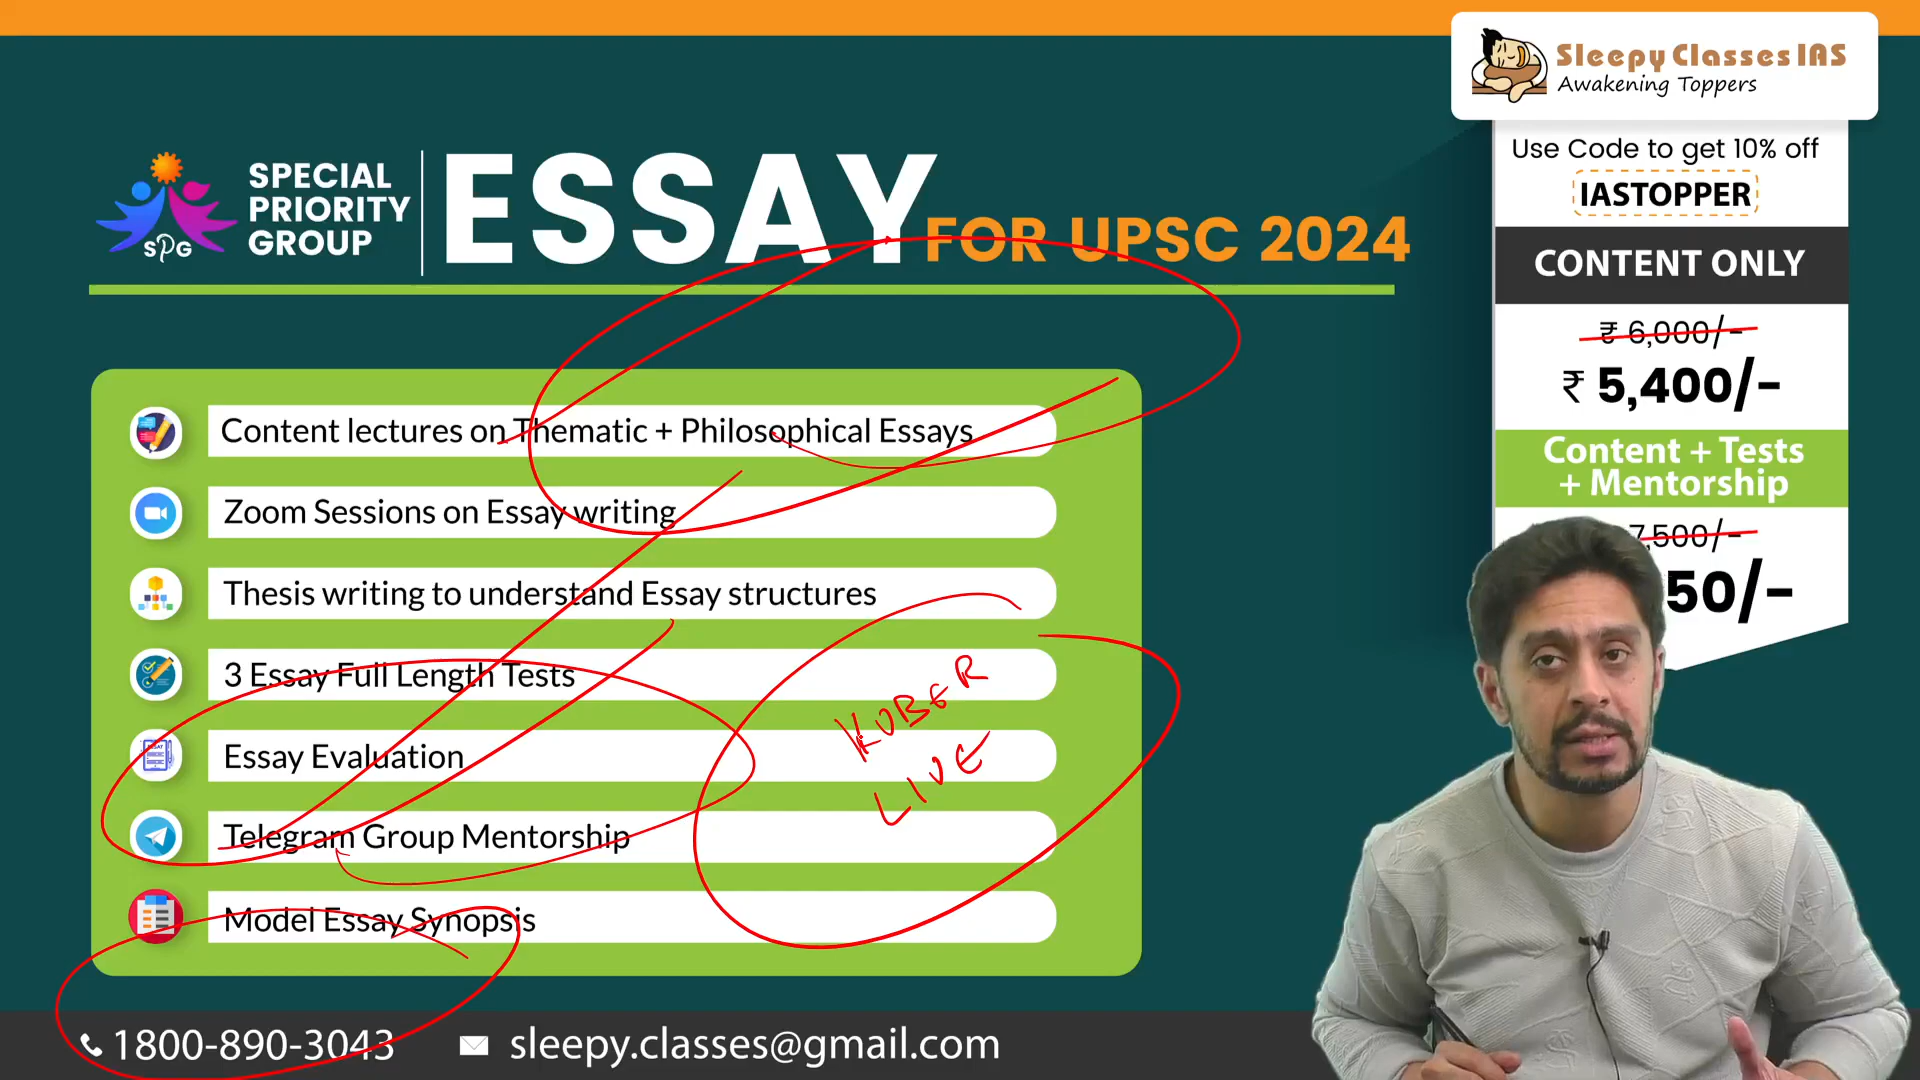 Sleepy Classes IAS
Awakening Toppers
Use Code to get 10% off
IASTOPPER
CONTENT ONLY
₹ 6,000/-
₹ 5,400/-
Content + Tests
+ Mentorship
7,500/-
50/-
SPG
SPECIAL
PRIORITY
GROUP
ESSAY FOR UPSC 2024
Content lectures on Thematic + Philosophical Essays
Zoom Sessions on Essay writing
Thesis writing to understand Essay structures
3 Essay Full Length Tests
Essay Evaluation
Telegram Group Mentorship
Model Essay Synopsis
KUBER
LIVE
1800-890-3043
sleepy.classes@gmail.com